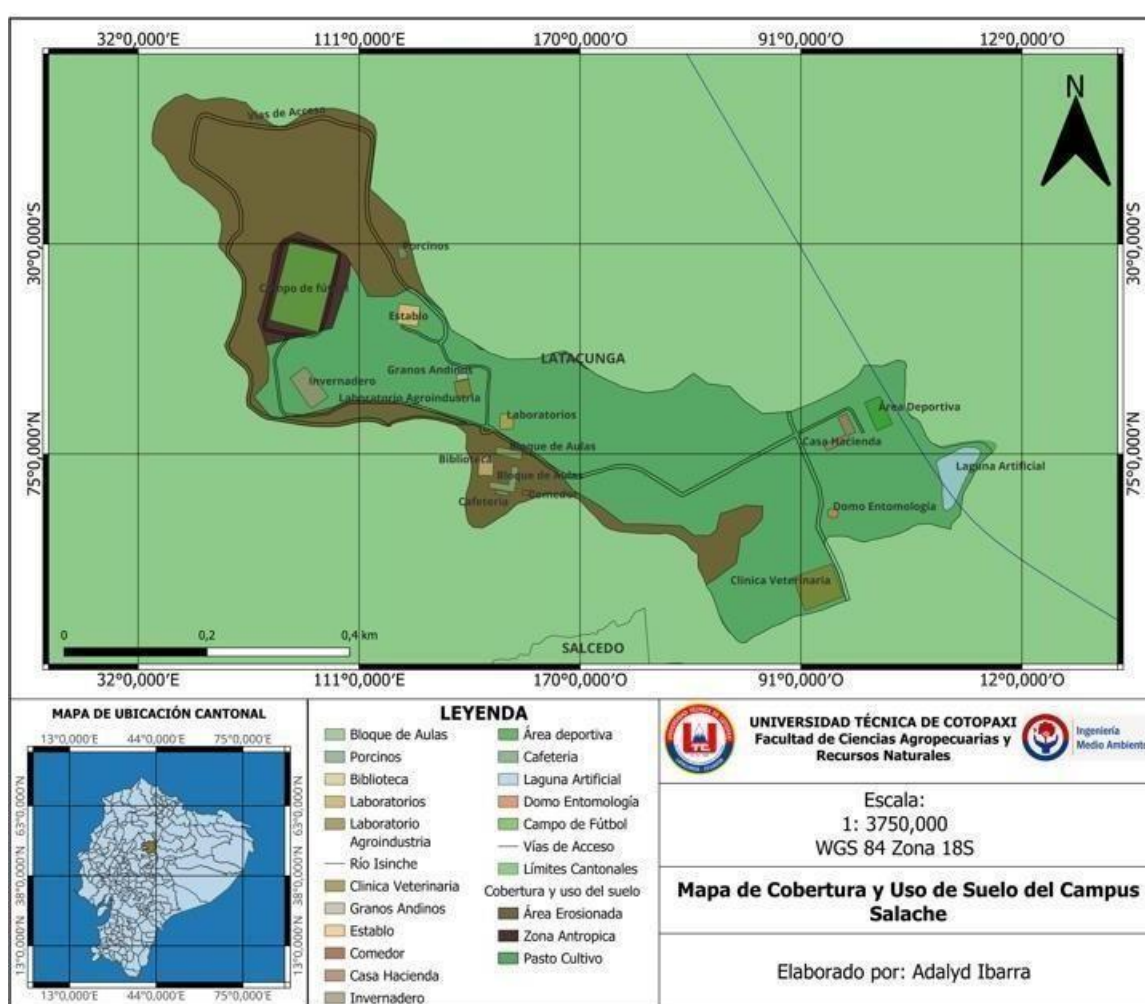 32°0,000’E 111°0,000’E 170°0,000’O 91°0,000’O 12°0,000’O
N
30°0,000’S
30°0,000’S
75°0,000’N
75°0,000’N
Vías de Acceso
Porcinos
Campo de fútbol
Establo
LATACUNGA
Granos Andinos
Invernadero
Laboratorio Agroindustria
Laboratorios
Área Deportiva
Casa Hacienda
Bloque de Aulas
Biblioteca
Bloque de Aulas
Laguna Artificial
Comedor
Cafeteria
Domo Entomología
Clinica Veterinaria
0 0,2 0,4 km
SALCEDO
32°0,000’E 111°0,000’E 170°0,000’O 91°0,000’O 12°0,000’O
MAPA DE UBICACIÓN CANTONAL
13°0,000’E 44°0,000’E 75°0,000’E
63°0,000’N
63°0,000’N
38°0,000’N
38°0,000’N
13°0,000’N
13°0,000’N
13°0,000’E 44°0,000’E 75°0,000’E
LEYENDA
Bloque de Aulas
Porcinos
Biblioteca
Laboratorios
Laboratorio
Agroindustria
Río Isinche
Clinica Veterinaria
Granos Andinos
Establo
Comedor
Casa Hacienda
Invernadero
Área deportiva
Cafeteria
Laguna Artificial
Domo Entomología
Campo de Fútbol
Vías de Acceso
Límites Cantonales
Cobertura y uso del suelo
Área Erosionada
Zona Antropica
Pasto Cultivo
UNIVERSIDAD TÉCNICA DE COTOPAXI
Facultad de Ciencias Agropecuarias y
Recursos Naturales
Ingeniería
Medio Ambiente
Escala:
1: 3750,000
WGS 84 Zona 18S
Mapa de Cobertura y Uso de Suelo del Campus
Salache
Elaborado por: Adalyd Ibarra